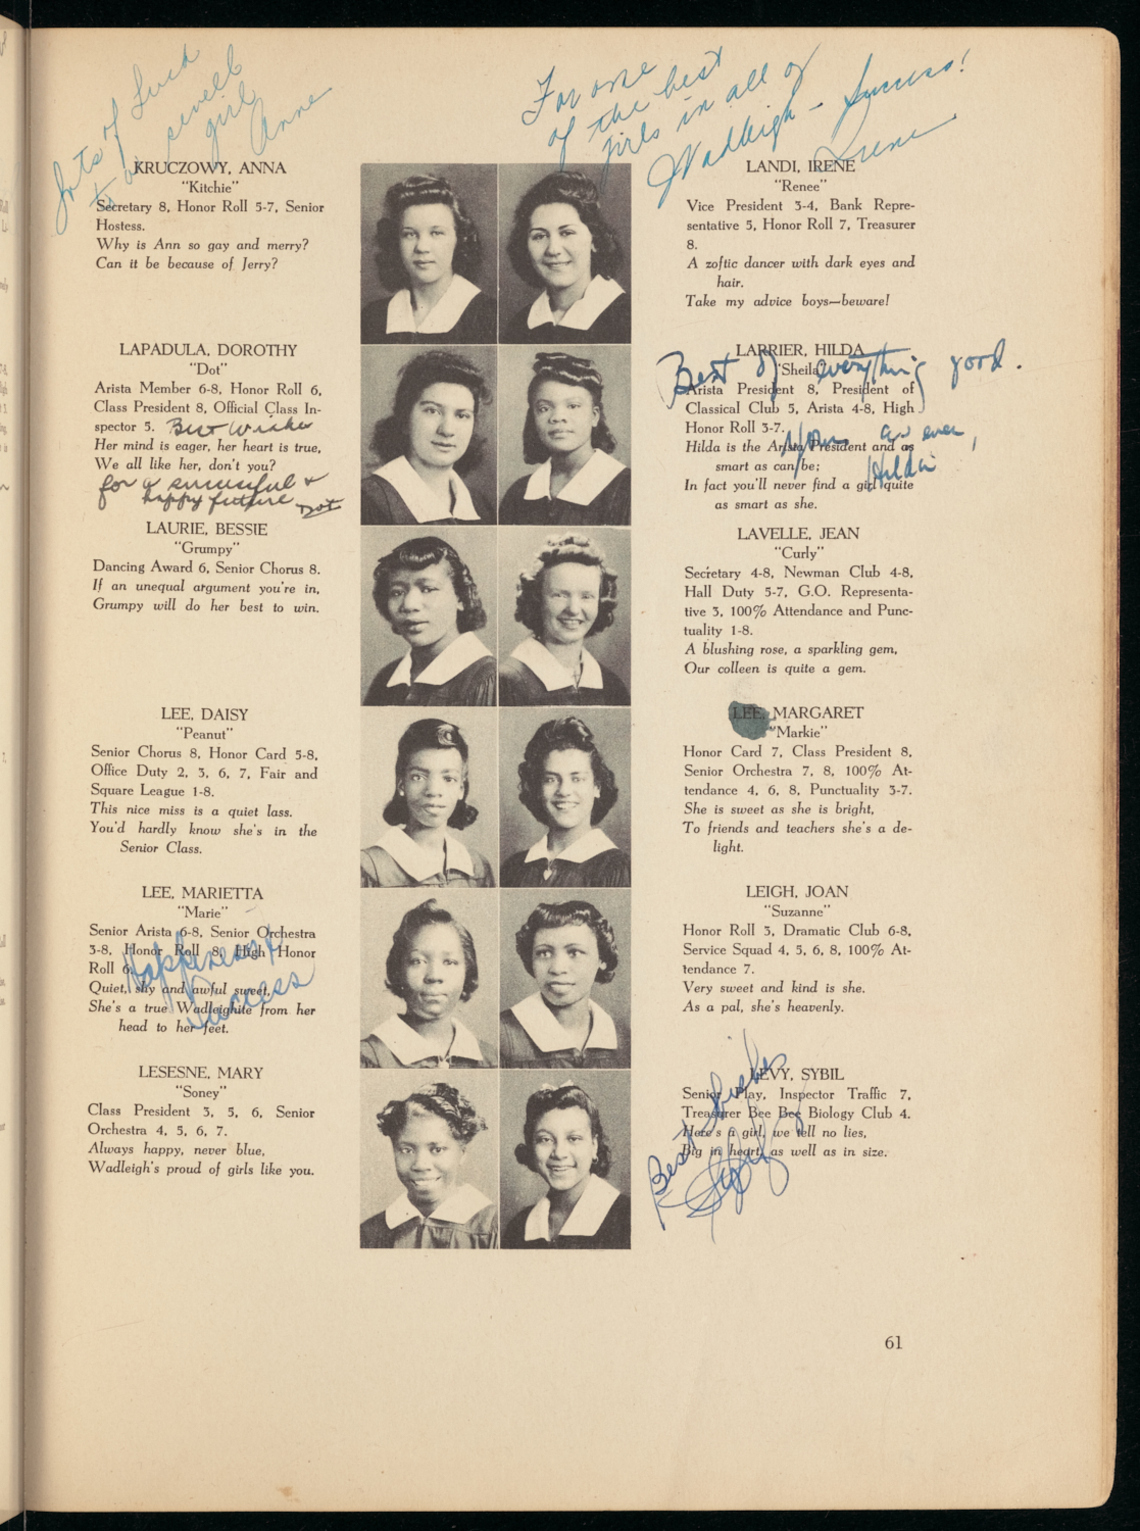 Lots of Luck
to a swell
girl
Anne
For one
of the best
girls in all of
Wadleigh - Success!
Irene
KRUCZOWY, ANNA
"Kitchie"
Secretary 8, Honor Roll 5-7, Senior
Hostess.
Why is Ann so gay and merry?
Can it be because of Jerry?
LANDI, IRENE
"Renee"
Vice President 3-4, Bank Repre-
sentative 5, Honor Roll 7, Treasurer
8.
A zoftic dancer with dark eyes and
hair.
Take my advice boys—beware!
LAPADULA, DOROTHY
"Dot"
Arista Member 6-8, Honor Roll 6,
Class President 8, Official Class In-
spector 5. Best Wishes
Her mind is eager, her heart is true,
We all like her, don't you?
for a successful &
happy future
Dot
LARRIER, HILDA
Best of everything good.
"Sheila"
Arista President 8, President of
Classical Club 5, Arista 4-8, High
Honor Roll 3-7.
Yours as ever,
Hilda is the Arista President and as
smart as can be;
Hilda
In fact you'll never find a girl quite
as smart as she.
LAURIE, BESSIE
"Grumpy"
Dancing Award 6, Senior Chorus 8.
If an unequal argument you're in,
Grumpy will do her best to win.
LAVELLE, JEAN
"Curly"
Secretary 4-8, Newman Club 4-8,
Hall Duty 5-7, G.O. Representa-
tive 3, 100% Attendance and Punc-
tuality 1-8.
A blushing rose, a sparkling gem,
Our colleen is quite a gem.
LEE, DAISY
"Peanut"
Senior Chorus 8, Honor Card 5-8,
Office Duty 2, 3, 6, 7, Fair and
Square League 1-8.
This nice miss is a quiet lass.
You'd hardly know she's in the
Senior Class.
LEE, MARGARET
"Markie"
Honor Card 7, Class President 8,
Senior Orchestra 7, 8, 100% At-
tendance 4, 6, 8, Punctuality 3-7.
She is sweet as she is bright,
To friends and teachers she's a de-
light.
LEE, MARIETTA
"Marie"
Senior Arista 6-8, Senior Orchestra
3-8, Honor Roll 8, High Honor
Roll 6.
Happiness &
Success
Quiet, shy and awful sweet,
She's a true Wadleighite from her
head to her feet.
LEIGH, JOAN
"Suzanne"
Honor Roll 3, Dramatic Club 6-8,
Service Squad 4, 5, 6, 8, 100% At-
tendance 7.
Very sweet and kind is she.
As a pal, she's heavenly.
LESESNE, MARY
"Soney"
Class President 3, 5, 6, Senior
Orchestra 4, 5, 6, 7.
Always happy, never blue,
Wadleigh's proud of girls like you.
LEVY, SYBIL
Senior Play, Inspector Traffic 7,
Treasurer Bee Bee Biology Club 4.
Here's a girl, we tell no lies,
Big in heart, as well as in size.
Best Wishes
Sybil
61